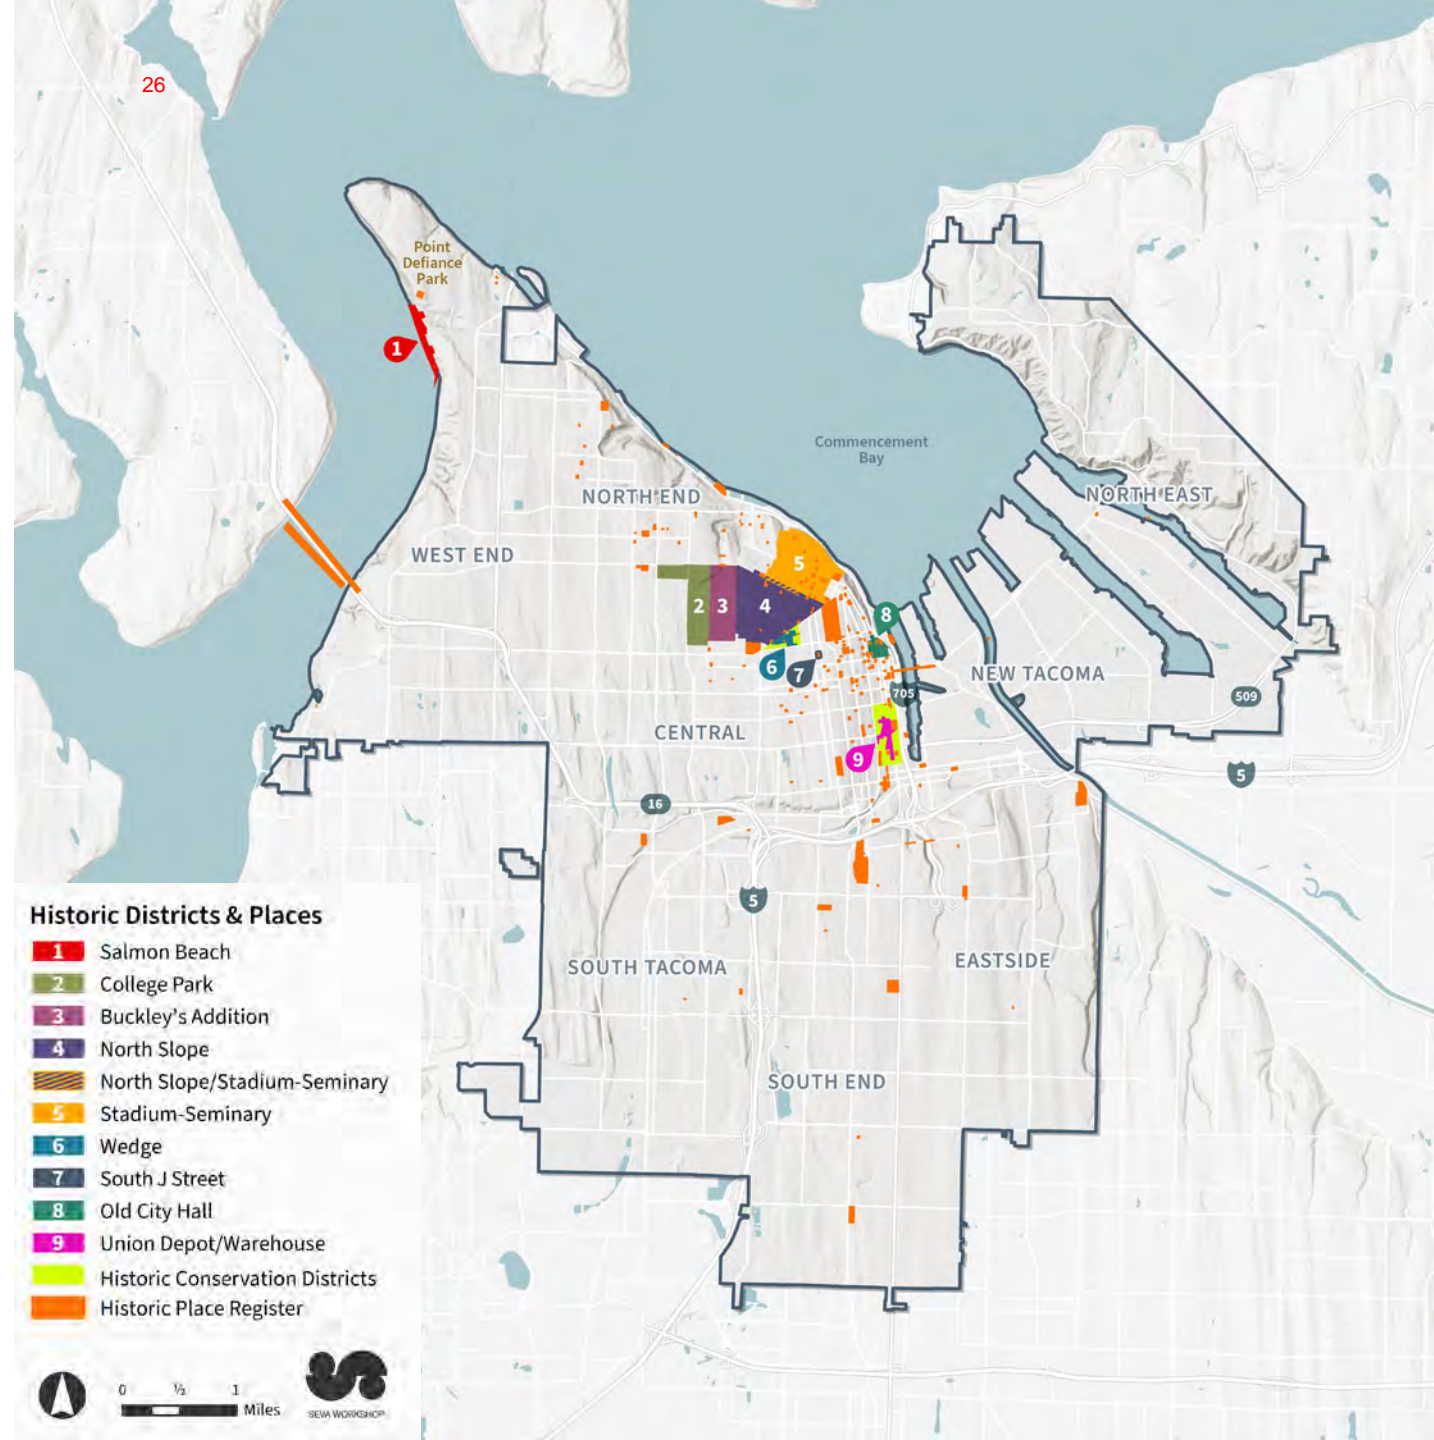 26
Point
Defiance
Park
1
Commencement
Bay
NORTH END
NORTH EAST
WEST END
5
2
3
4
8
6
7
NEW TACOMA
705
509
CENTRAL
9
5
16
5
SOUTH TACOMA
EASTSIDE
SOUTH END
Historic Districts & Places
1 Salmon Beach
2 College Park
3 Buckley's Addition
4 North Slope
North Slope/Stadium-Seminary
5 Stadium-Seminary
6 Wedge
7 South J Street
8 Old City Hall
9 Union Depot/Warehouse
Historic Conservation Districts
Historic Place Register
0 ½ 1
Miles
SEVA WORKSHOP